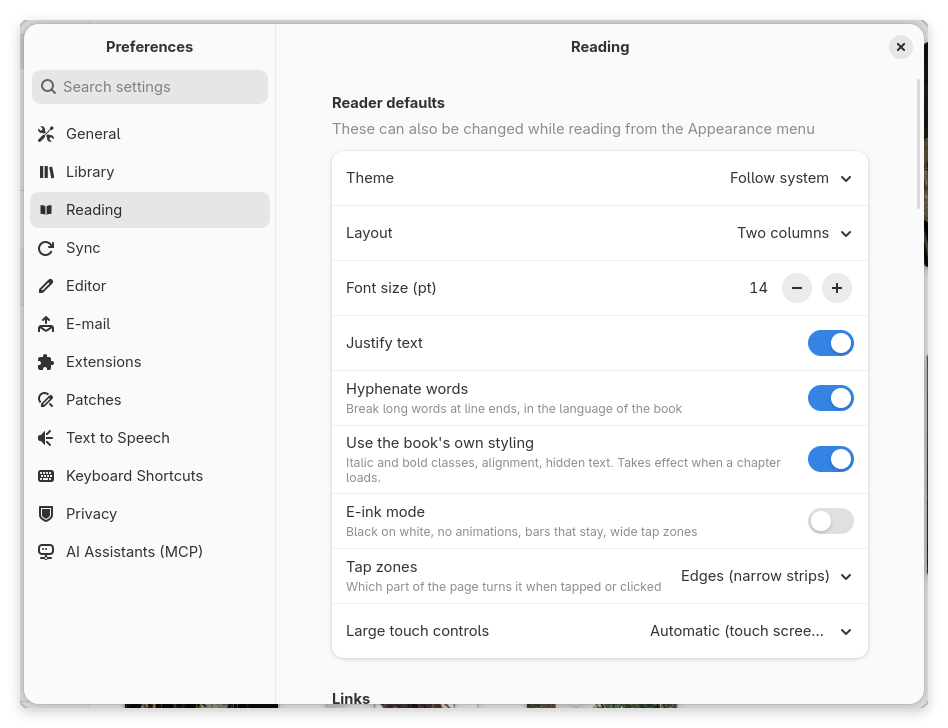 Preferences
Search settings
General
Library
Reading
Sync
Editor
E-mail
Extensions
Patches
Text to Speech
Keyboard Shortcuts
Privacy
AI Assistants (MCP)
Reading
Reader defaults
These can also be changed while reading from the Appearance menu
Theme Follow system
Layout Two columns
Font size (pt) 14
Justify text
Hyphenate words
Break long words at line ends, in the language of the book
Use the book's own styling
Italic and bold classes, alignment, hidden text. Takes effect when a chapter
loads.
E-ink mode
Black on white, no animations, bars that stay, wide tap zones
Tap zones
Which part of the page turns it when tapped or clicked
Edges (narrow strips)
Large touch controls Automatic (touch scree...
Links